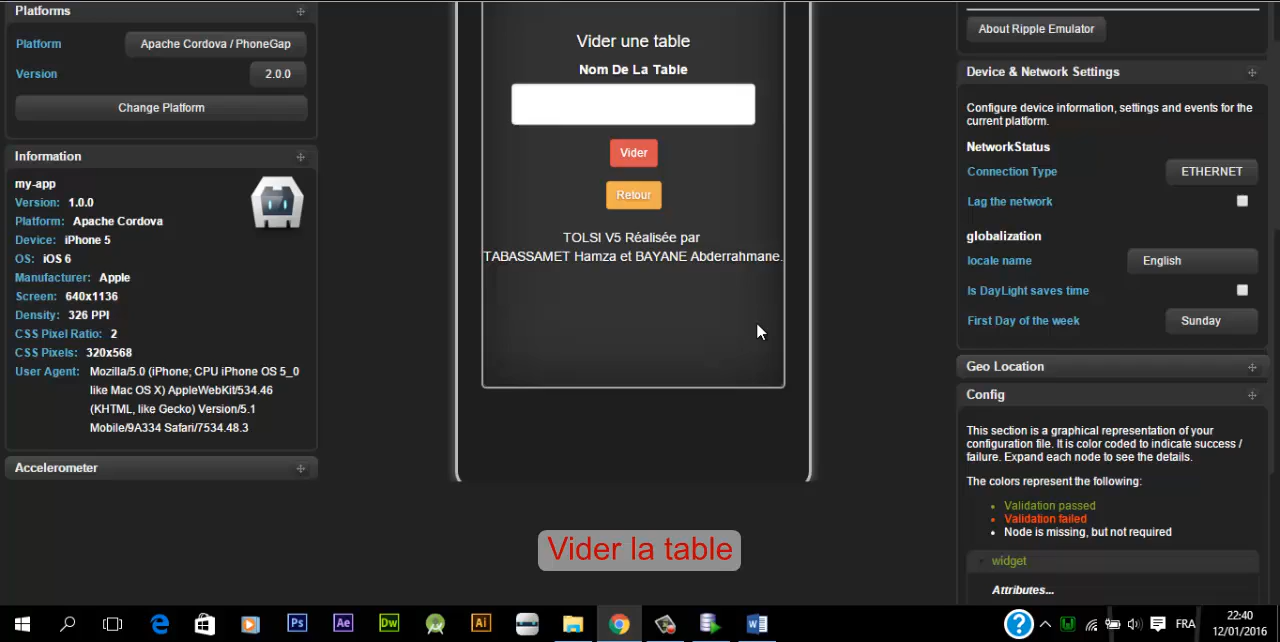 Platforms
Platform
Apache Cordova / PhoneGap
Version
2.0.0
Change Platform
Information
my-app
Version: 1.0.0
Platform: Apache Cordova
Device: iPhone 5
OS: iOS 6
Manufacturer: Apple
Screen: 640x1136
Density: 326 PPI
CSS Pixel Ratio: 2
CSS Pixels: 320x568
User Agent: Mozilla/5.0 (iPhone; CPU iPhone OS 5_0
like Mac OS X) AppleWebKit/534.46
(KHTML, like Gecko) Version/5.1
Mobile/9A334 Safari/7534.48.3
Accelerometer
Vider une table
Nom De La Table
Vider
Retour
TOLSI V5 Réalisée par
TABASSAMET Hamza et BAYANE Abderrahmane.
Vider la table
About Ripple Emulator
Device & Network Settings
Configure device information, settings and events for the
current platform.
NetworkStatus
Connection Type
ETHERNET
Lag the network
globalization
locale name
English
Is DayLight saves time
First Day of the week
Sunday
Geo Location
Config
This section is a graphical representation of your
configuration file. It is color coded to indicate success /
failure. Expand each node to see the details.
The colors represent the following:
Validation passed
Validation failed
Node is missing, but not required
widget
Attributes...
Ps
Ae
Dw
Ai
FRA
22:40
12/01/2016